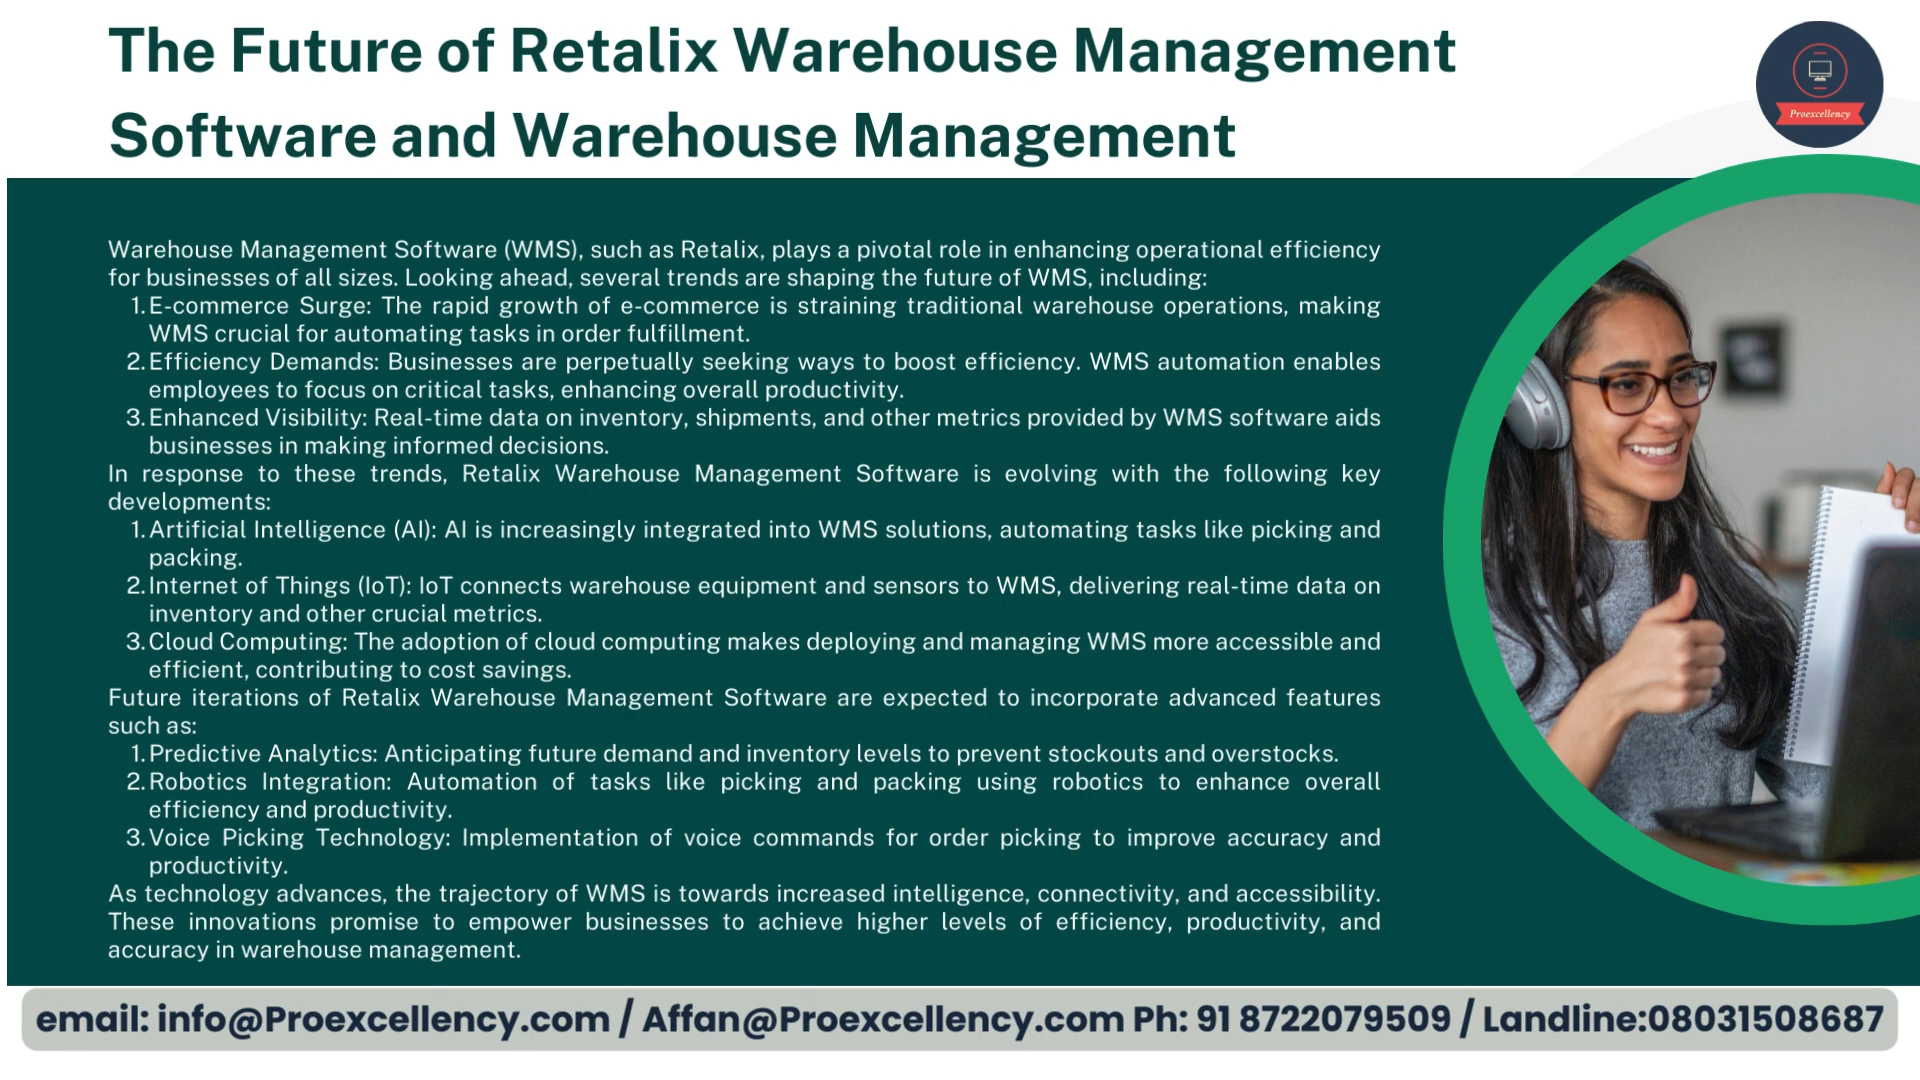 The Future of Retalix Warehouse Management
Software and Warehouse Management
Proexcellency
Warehouse Management Software (WMS), such as Retalix, plays a pivotal role in enhancing operational efficiency
for businesses of all sizes. Looking ahead, several trends are shaping the future of WMS, including:
1. E-commerce Surge: The rapid growth of e-commerce is straining traditional warehouse operations, making
WMS crucial for automating tasks in order fulfillment.
2. Efficiency Demands: Businesses are perpetually seeking ways to boost efficiency. WMS automation enables
employees to focus on critical tasks, enhancing overall productivity.
3. Enhanced Visibility: Real-time data on inventory, shipments, and other metrics provided by WMS software aids
businesses in making informed decisions.
In response to these trends, Retalix Warehouse Management Software is evolving with the following key
developments:
1. Artificial Intelligence (AI): AI is increasingly integrated into WMS solutions, automating tasks like picking and
packing.
2. Internet of Things (IoT): IoT connects warehouse equipment and sensors to WMS, delivering real-time data on
inventory and other crucial metrics.
3. Cloud Computing: The adoption of cloud computing makes deploying and managing WMS more accessible and
efficient, contributing to cost savings.
Future iterations of Retalix Warehouse Management Software are expected to incorporate advanced features
such as:
1. Predictive Analytics: Anticipating future demand and inventory levels to prevent stockouts and overstocks.
2. Robotics Integration: Automation of tasks like picking and packing using robotics to enhance overall
efficiency and productivity.
3. Voice Picking Technology: Implementation of voice commands for order picking to improve accuracy and
productivity.
As technology advances, the trajectory of WMS is towards increased intelligence, connectivity, and accessibility.
These innovations promise to empower businesses to achieve higher levels of efficiency, productivity, and
accuracy in warehouse management.
email: info@Proexcellency.com / Affan@Proexcellency.com Ph: 91 8722079509 / Landline:08031508687